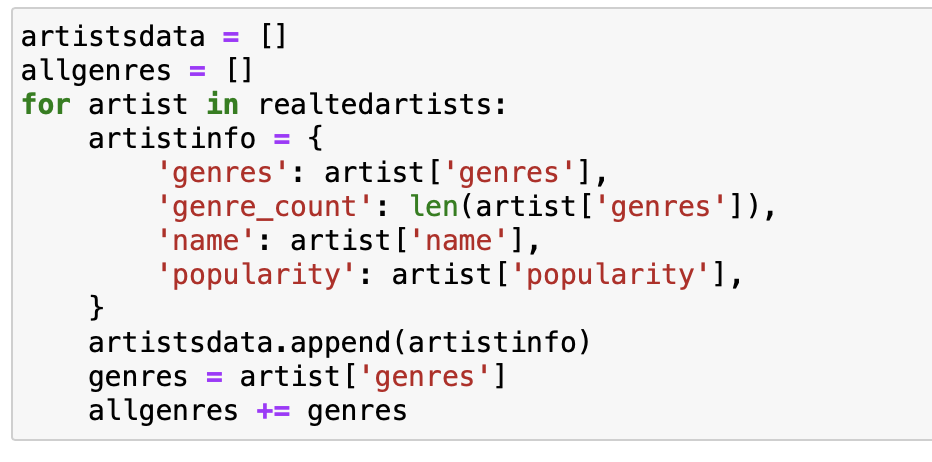 artistsdata = []
allgenres = []
for artist in realtedartists:
    artistinfo = {
        'genres': artist['genres'],
        'genre_count': len(artist['genres']),
        'name': artist['name'],
        'popularity': artist['popularity'],
    }
    artistsdata.append(artistinfo)
    genres = artist['genres']
    allgenres += genres